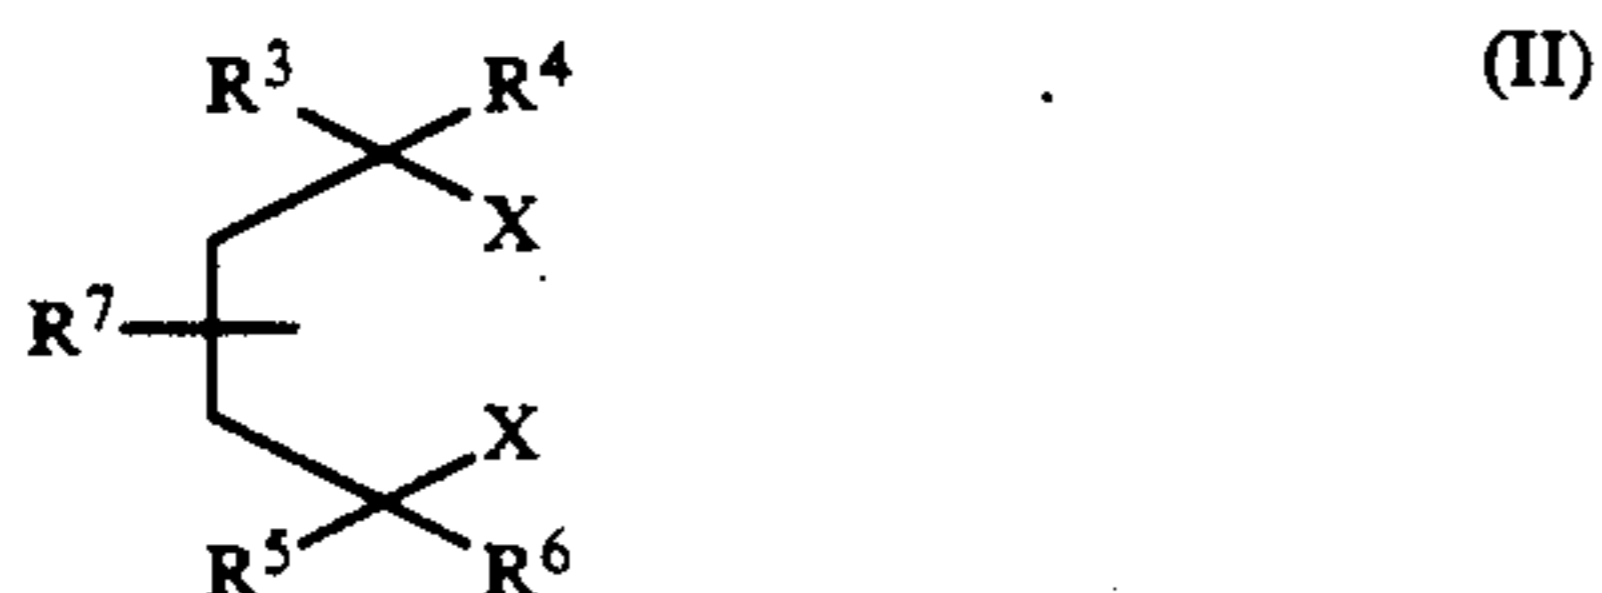 R³ R⁴ (II)
X
R⁷
X
R⁵ R⁶